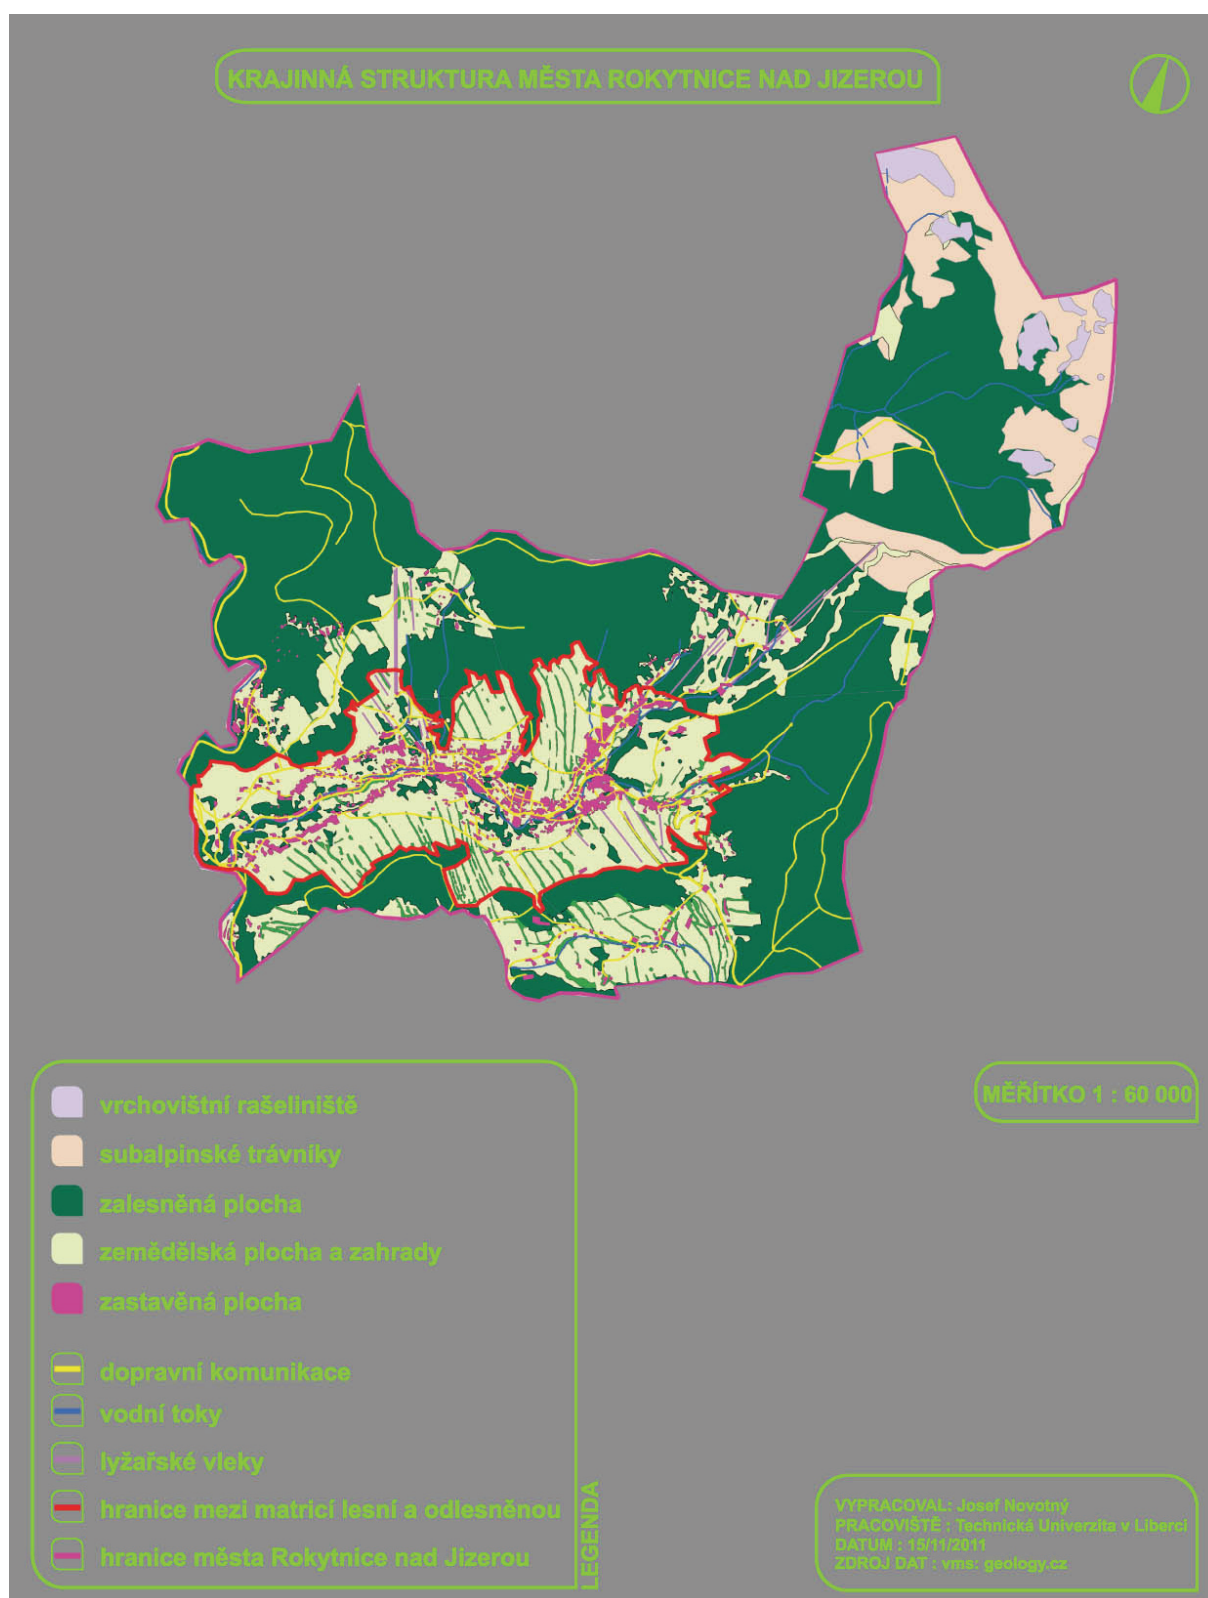 KRAJINNÁ STRUKTURA MĚSTA ROKYTNICE NAD JIZEROU
MĚŘÍTKO 1 : 60 000
vrchovištní rašeliniště
subalpinské trávníky
zalesněná plocha
zemědělská plocha a zahrady
zastavěná plocha
dopravní komunikace
vodní toky
lyžařské vleky
hranice mezi matricí lesní a odlesněnou
hranice města Rokytnice nad Jizerou
LEGENDA
VYPRACOVAL: Josef Novotný
PRACOVIŠTĚ : Technická Univerzita v Liberci
DATUM : 15/11/2011
ZDROJ DAT : vms: geology.cz